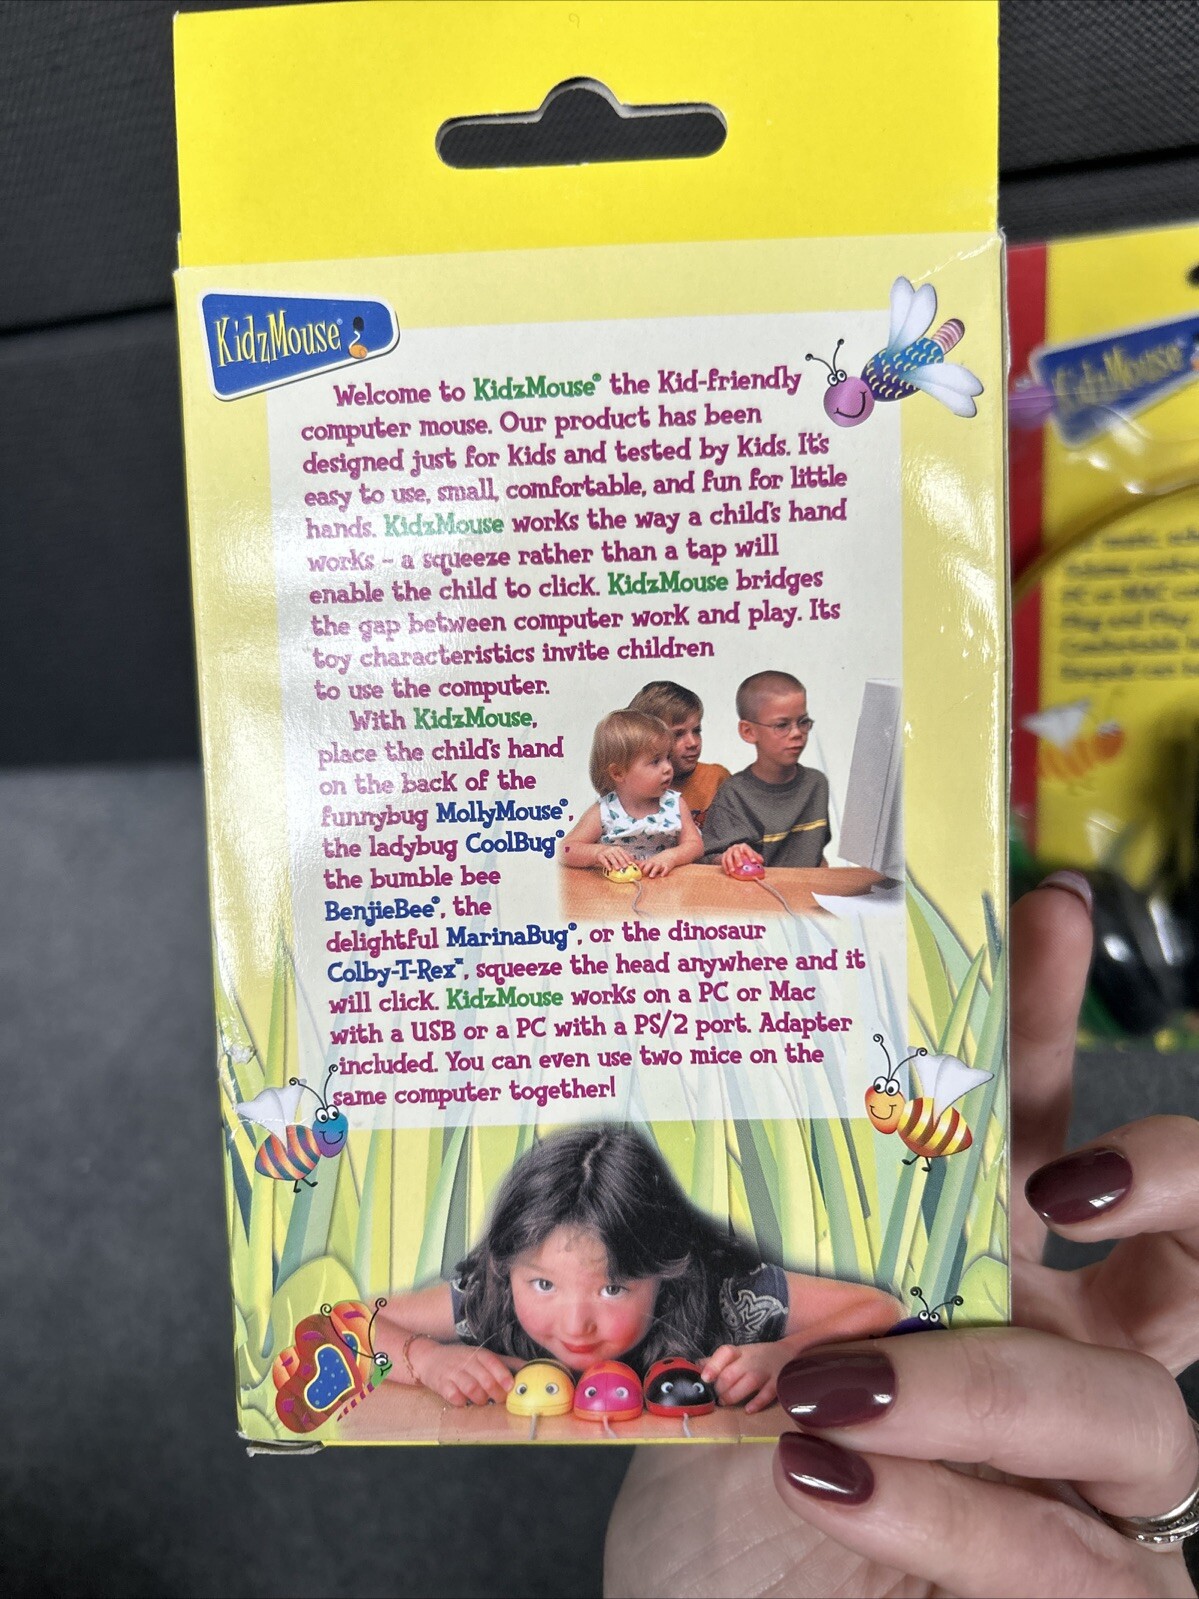 KidzMouse®
Welcome to KidzMouse® the Kid-friendly
computer mouse. Our product has been
designed just for Kids and tested by Kids. It's
easy to use, small, comfortable, and fun for little
hands. KidzMouse works the way a child's hand
works - a squeeze rather than a tap will
enable the child to click. KidzMouse bridges
the gap between computer work and play. Its
toy characteristics invite children
to use the computer.
With KidzMouse,
place the child's hand
on the back of the
funnybug MollyMouse®,
the ladybug CoolBug®,
the bumble bee
BenjieBee®, the
delightful MarinaBug®, or the dinosaur
Colby-T-Rex™, squeeze the head anywhere and it
will click. KidzMouse works on a PC or Mac
with a USB or a PC with a PS/2 port. Adapter
included. You can even use two mice on the
same computer together!
KidzMouse
PC or MAC
Plug and Play